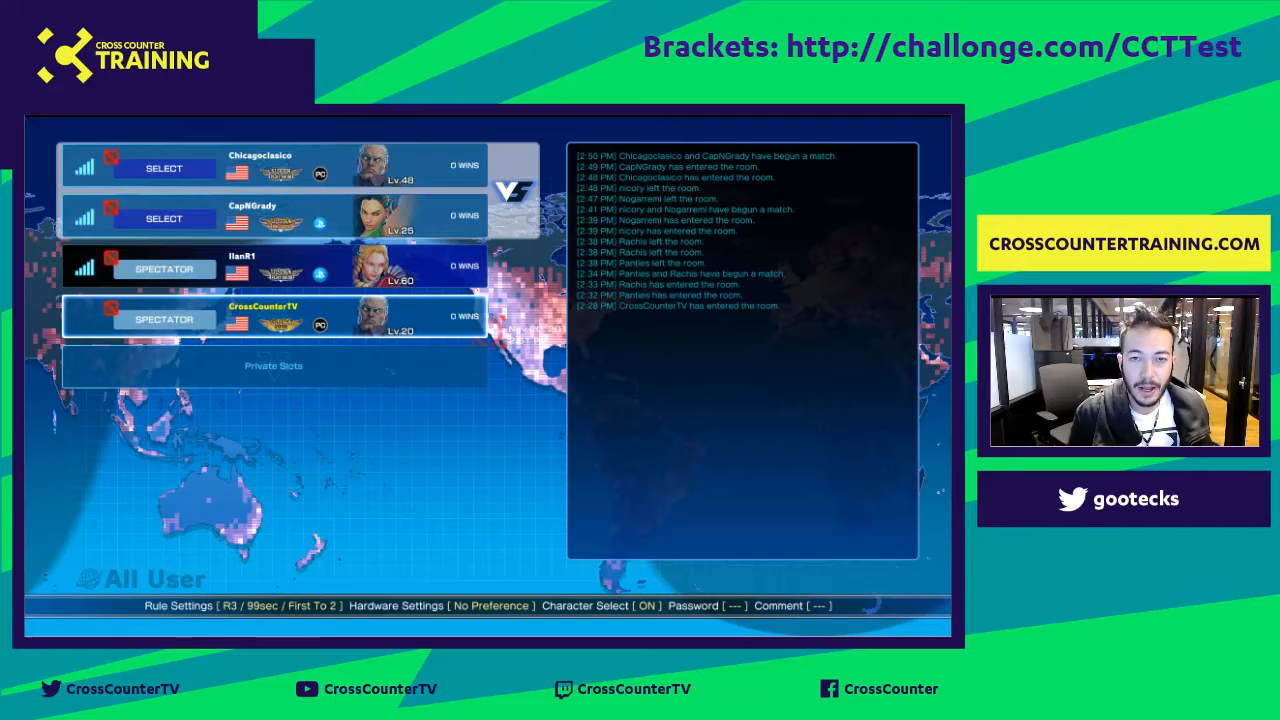 CROSS COUNTER
TRAINING
Brackets: http://challonge.com/CCTTest
SELECT
Chicagoclasico
PC
Lv.48
0 WINS
SELECT
CapNGrady
Lv.25
0 WINS
VS
SPECTATOR
IlanR1
Lv.60
0 WINS
SPECTATOR
CrossCounterTV
PC
Lv.20
0 WINS
Private Slots
[2:50 PM] Chicagoclasico and CapNGrady have begun a match.
[2:49 PM] CapNGrady has entered the room.
[2:48 PM] Chicagoclasico has entered the room.
[2:48 PM] nicory left the room.
[2:47 PM] Nogarremi left the room.
[2:41 PM] nicory and Nogarremi have begun a match.
[2:39 PM] Nogarremi has entered the room.
[2:39 PM] nicory has entered the room.
[2:38 PM] Rachis left the room.
[2:38 PM] Panties left the room.
[2:34 PM] Panties and Rachis have begun a match.
[2:33 PM] Rachis has entered the room.
[2:32 PM] Panties has entered the room.
[2:28 PM] CrossCounterTV has entered the room.
All User
Rule Settings [ R3 / 99sec / First To 2 ] Hardware Settings [ No Preference ] Character Select [ ON ] Password [ --- ] Comment [ --- ]
CROSSCOUNTERTRAINING.COM
gootecks
CrossCounterTV
CrossCounterTV
CrossCounterTV
CrossCounter